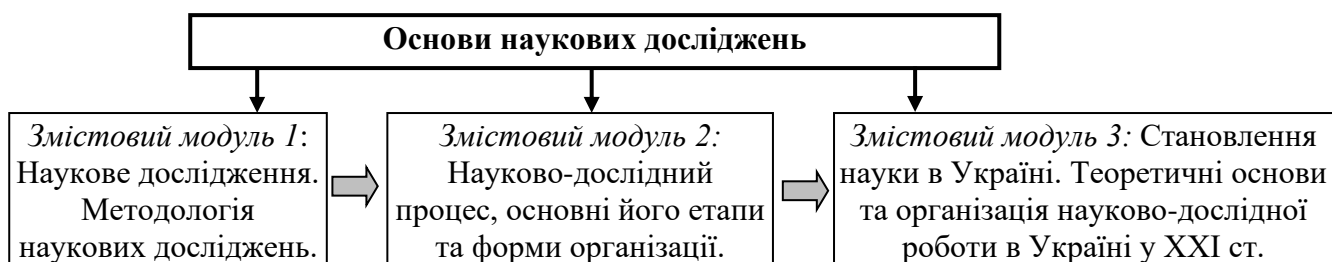 Основи наукових досліджень
Змістовий модуль 1:
Наукове дослідження.
Методологія
наукових досліджень.
Змістовий модуль 2:
Науково-дослідний
процес, основні його етапи
та форми організації.
Змістовий модуль 3: Становлення
науки в Україні. Теоретичні основи
та організація науково-дослідної
роботи в Україні у XXI ст.